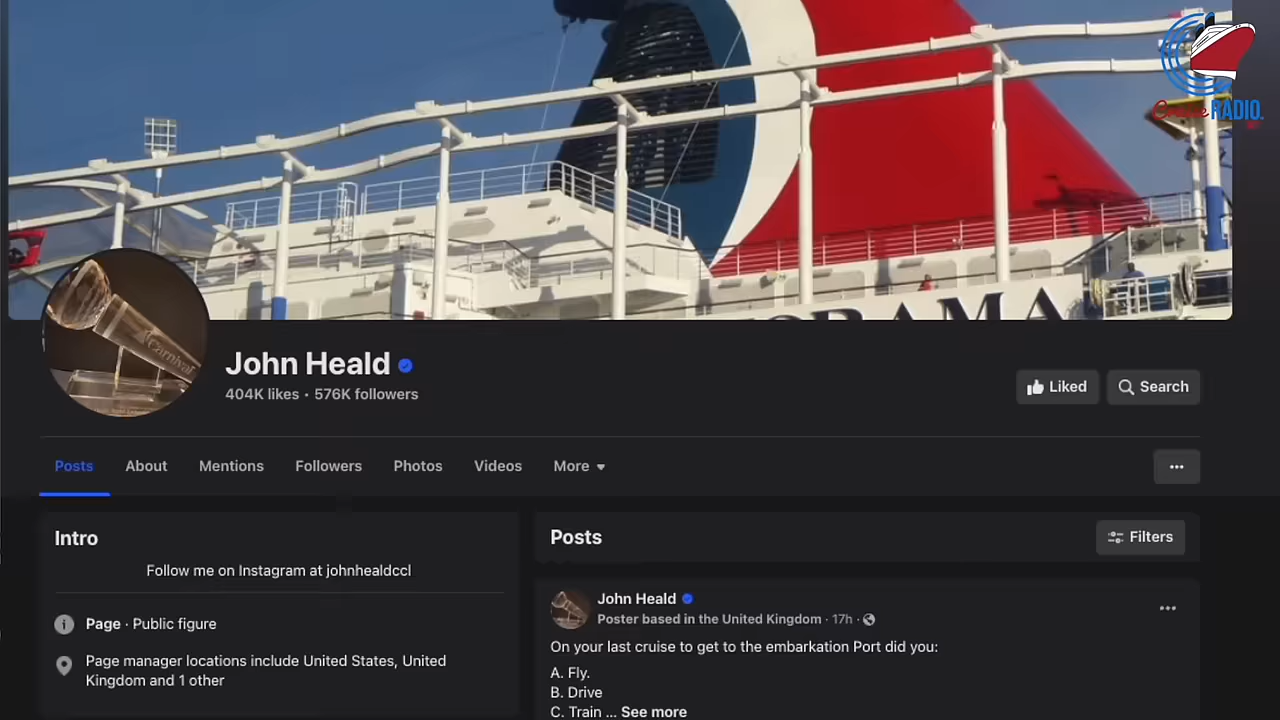 Cruise
RADIO.
ORAMA
Carnival
John Heald
404K likes · 576K followers
Liked
Search
Posts
About
Mentions
Followers
Photos
Videos
More
Intro
Follow me on Instagram at johnhealdccl
Page · Public figure
Page manager locations include United States, United
Kingdom and 1 other
Posts
Filters
John Heald
Poster based in the United Kingdom · 17h ·
On your last cruise to get to the embarkation Port did you:
A. Fly.
B. Drive
C. Train ... See more